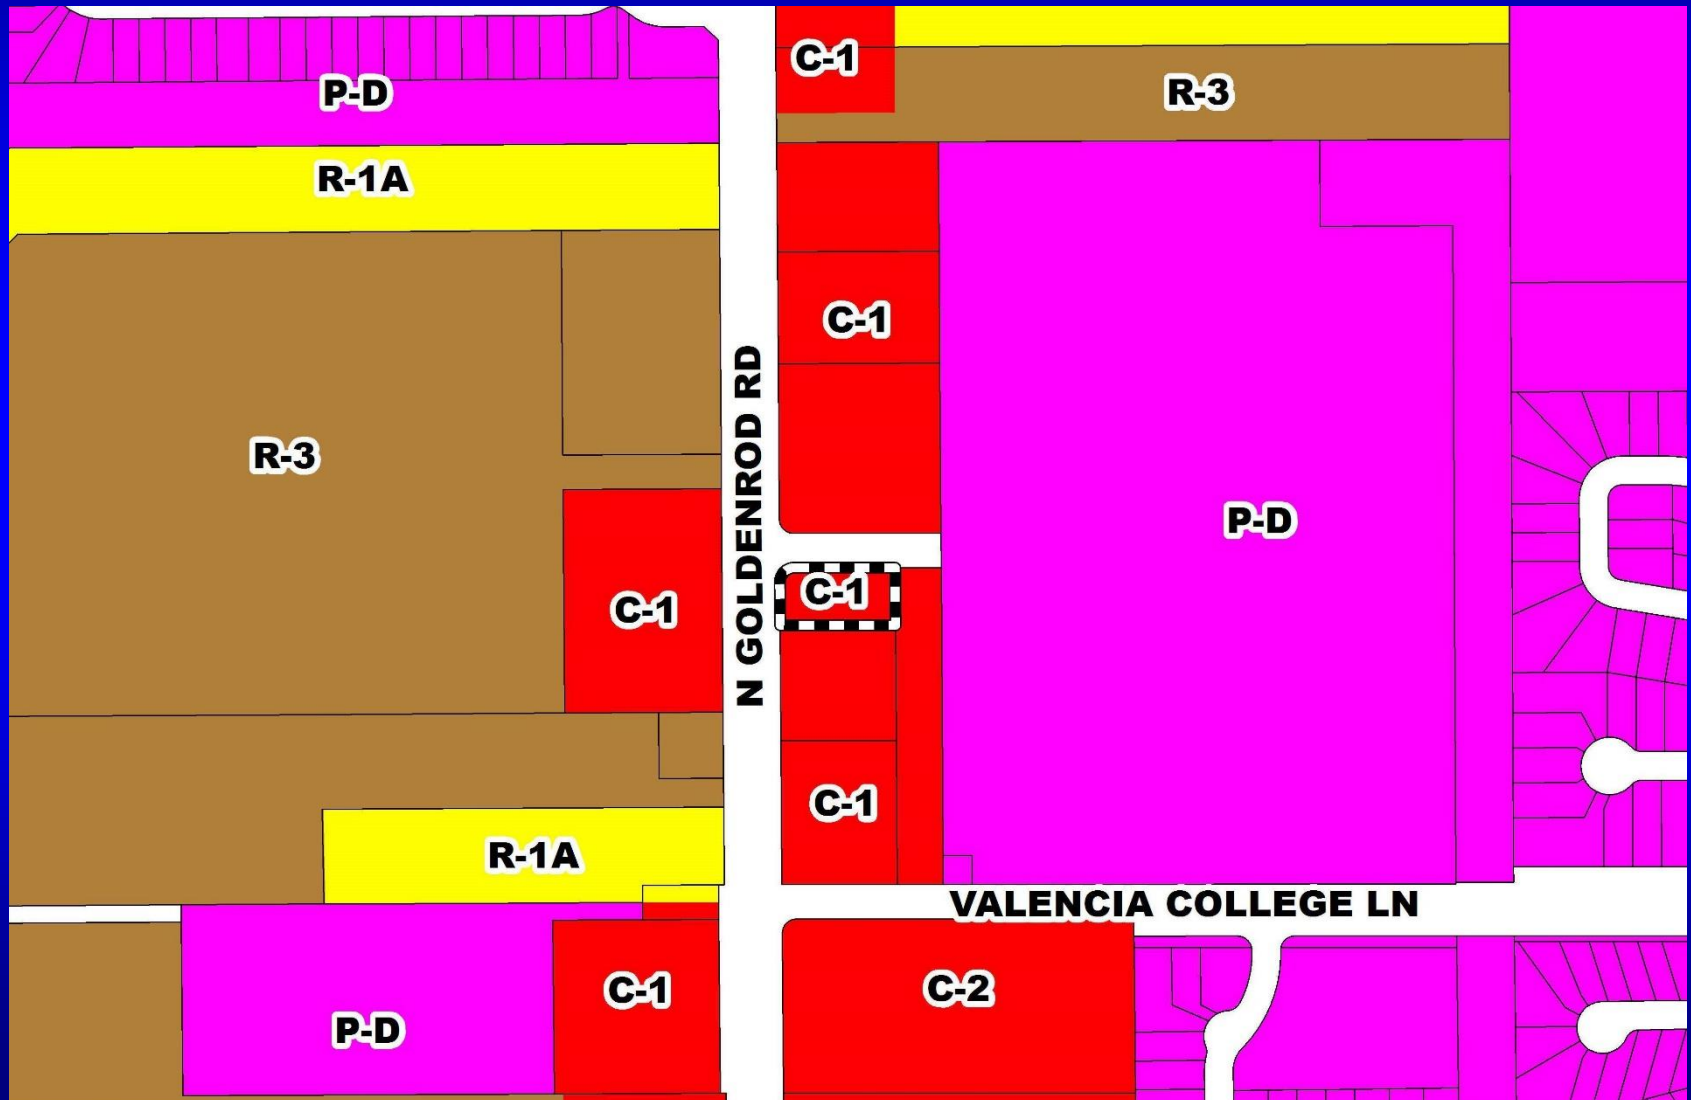 C-1
P-D
R-3
R-1A
C-1
N GOLDENROD RD
R-3
P-D
C-1
C-1
C-1
R-1A
VALENCIA COLLEGE LN
C-1
C-2
P-D